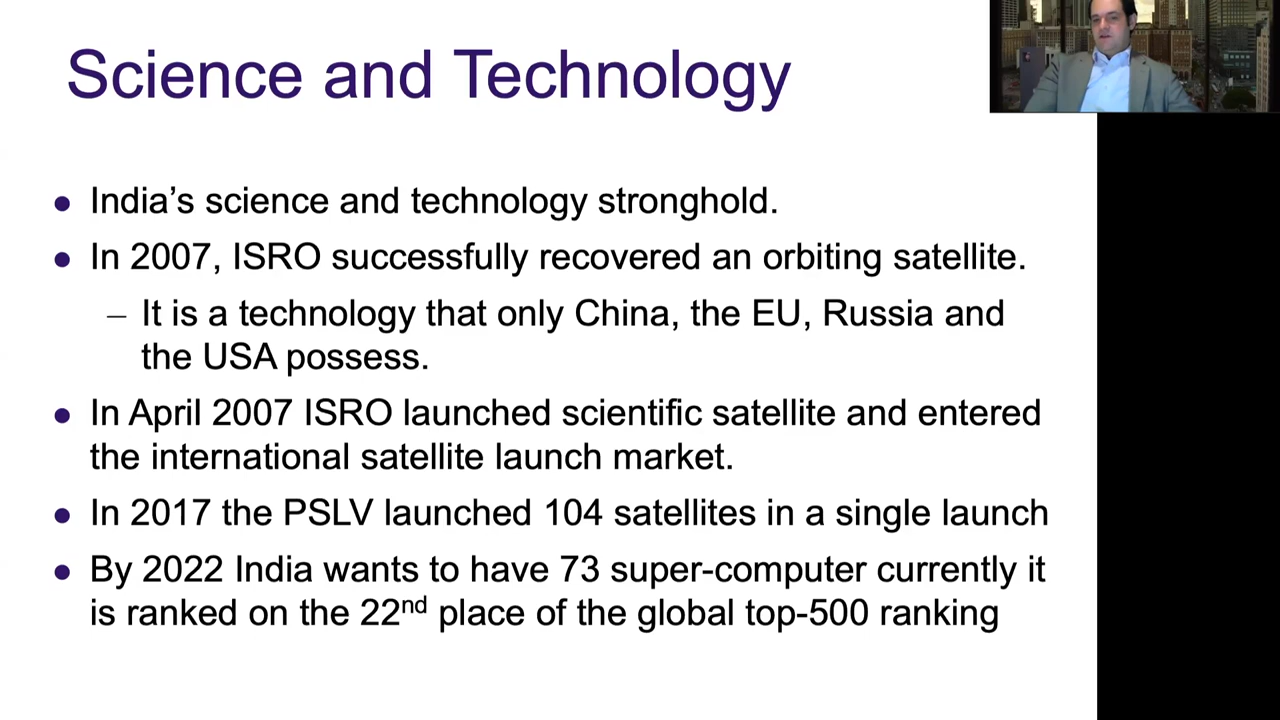 Science and Technology
● India’s science and technology stronghold.
● In 2007, ISRO successfully recovered an orbiting satellite.
– It is a technology that only China, the EU, Russia and
the USA possess.
● In April 2007 ISRO launched scientific satellite and entered
the international satellite launch market.
● In 2017 the PSLV launched 104 satellites in a single launch
● By 2022 India wants to have 73 super-computer currently it
is ranked on the 22nd place of the global top-500 ranking